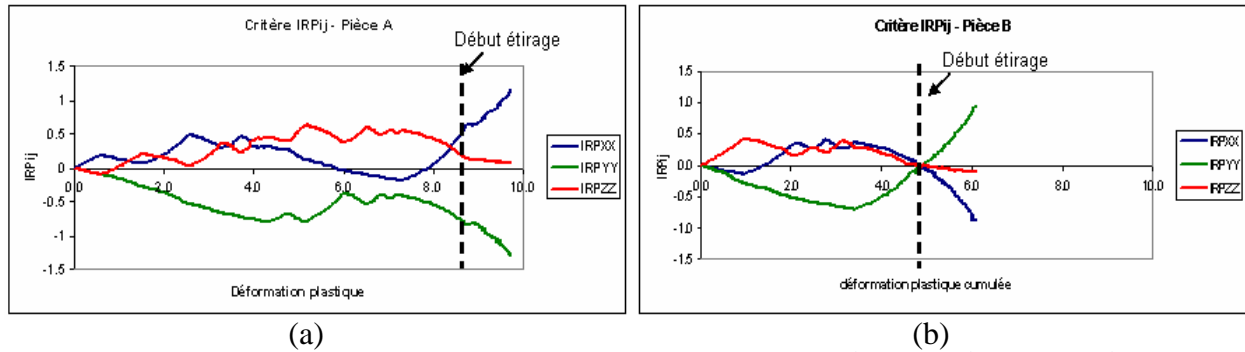 Critère IRPij - Pièce A
Début étirage
1.5
1
0.5
0
-0.5
-1
-1.5
IRPij
0.0
2.0
4.0
6.0
8.0
10.0
Déformation plastique
IRPXX
IRPYY
IRPZZ
(a)
Critère IRPij - Pièce B
Début étirage
1.5
1.0
0.5
0.0
-0.5
-1.0
-1.5
IRPij
0.0
2.0
4.0
6.0
8.0
10.0
déformation plastique cumulée
IRPXX
IRPYY
IRPZZ
(b)